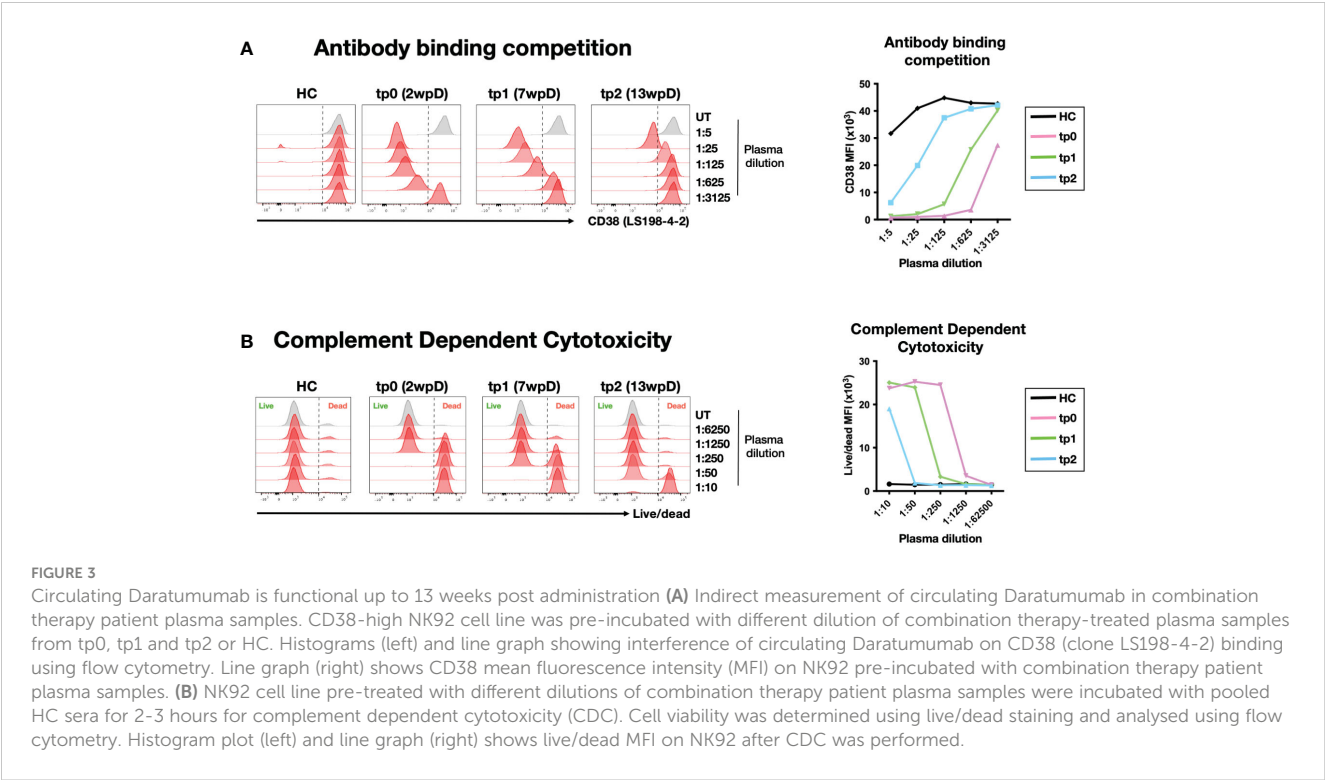 A Antibody binding competition
HC tp0 (2wpD) tp1 (7wpD) tp2 (13wpD)
UT
1:5
1:25
1:125
1:625
1:3125
Plasma
dilution
CD38 (LS198-4-2)
Antibody binding
competition
CD38 MFI (x10³)
50
40
30
20
10
0
1:5 1:25 1:125 1:625 1:3125
Plasma dilution
HC
tp0
tp1
tp2
B Complement Dependent Cytotoxicity
HC tp0 (2wpD) tp1 (7wpD) tp2 (13wpD)
Live Dead Live Dead Live Dead Live Dead
UT
1:6250
1:1250
1:250
1:50
1:10
Plasma
dilution
Live/dead
Complement Dependent
Cytotoxicity
Live/dead MFI (x10³)
30
20
10
0
1:10 1:50 1:250 1:1250 1:62500
Plasma dilution
HC
tp0
tp1
tp2
FIGURE 3
Circulating Daratumumab is functional up to 13 weeks post administration (A) Indirect measurement of circulating Daratumumab in combination
therapy patient plasma samples. CD38-high NK92 cell line was pre-incubated with different dilution of combination therapy-treated plasma samples
from tp0, tp1 and tp2 or HC. Histograms (left) and line graph showing interference of circulating Daratumumab on CD38 (clone LS198-4-2) binding
using flow cytometry. Line graph (right) shows CD38 mean fluorescence intensity (MFI) on NK92 pre-incubated with combination therapy patient
plasma samples. (B) NK92 cell line pre-treated with different dilutions of combination therapy patient plasma samples were incubated with pooled
HC sera for 2-3 hours for complement dependent cytotoxicity (CDC). Cell viability was determined using live/dead staining and analysed using flow
cytometry. Histogram plot (left) and line graph (right) shows live/dead MFI on NK92 after CDC was performed.